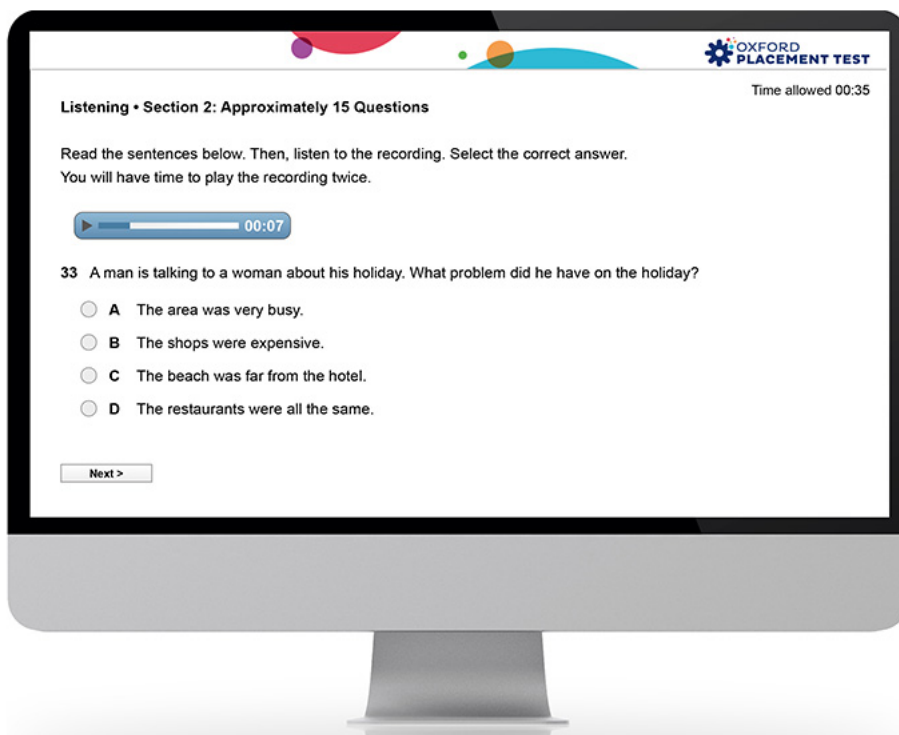 OXFORD
PLACEMENT TEST
Time allowed 00:35
Listening • Section 2: Approximately 15 Questions
Read the sentences below. Then, listen to the recording. Select the correct answer.
You will have time to play the recording twice.
00:07
33 A man is talking to a woman about his holiday. What problem did he have on the holiday?
A The area was very busy.
B The shops were expensive.
C The beach was far from the hotel.
D The restaurants were all the same.
Next >